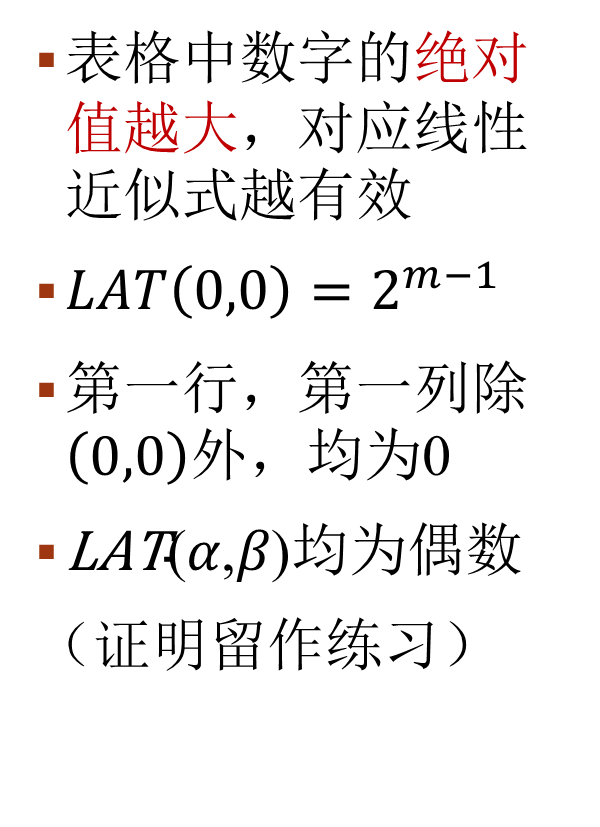 ▪表格中数字的绝对
值越大，对应线性
近似式越有效
▪LAT(0,0) = 2^{m−1}
▪第一行，第一列除
(0,0)外，均为0
▪LAT(α,β)均为偶数
（证明留作练习）